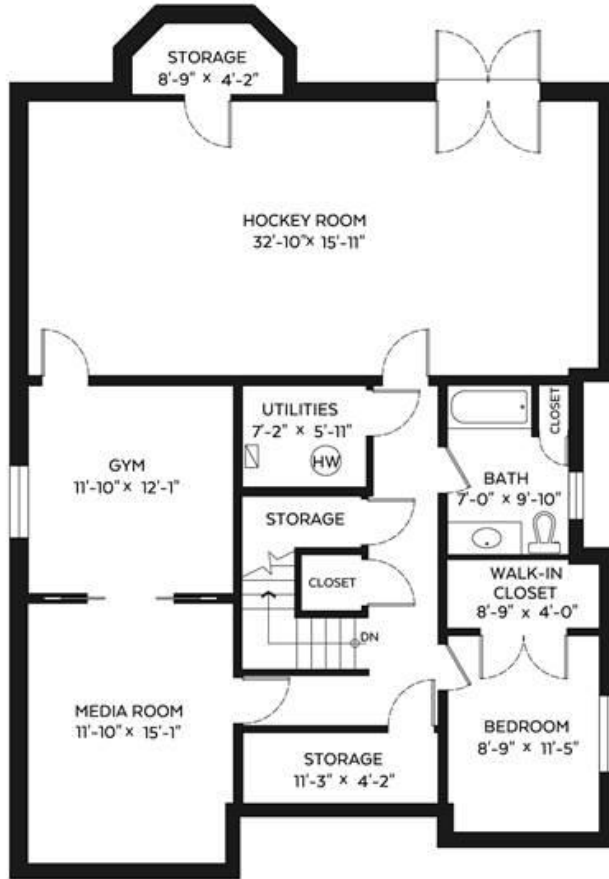 STORAGE
8'-9" x 4'-2"
HOCKEY ROOM
32'-10"x 15'-11"
UTILITIES
7'-2" x 5'-11"
HW
CLOSET
GYM
11'-10" x 12'-1"
BATH
7'-0" x 9'-10"
STORAGE
CLOSET
WALK-IN
CLOSET
8'-9" x 4'-0"
DN
MEDIA ROOM
11'-10" x 15'-1"
BEDROOM
8'-9" x 11'-5"
STORAGE
11'-3" x 4'-2"